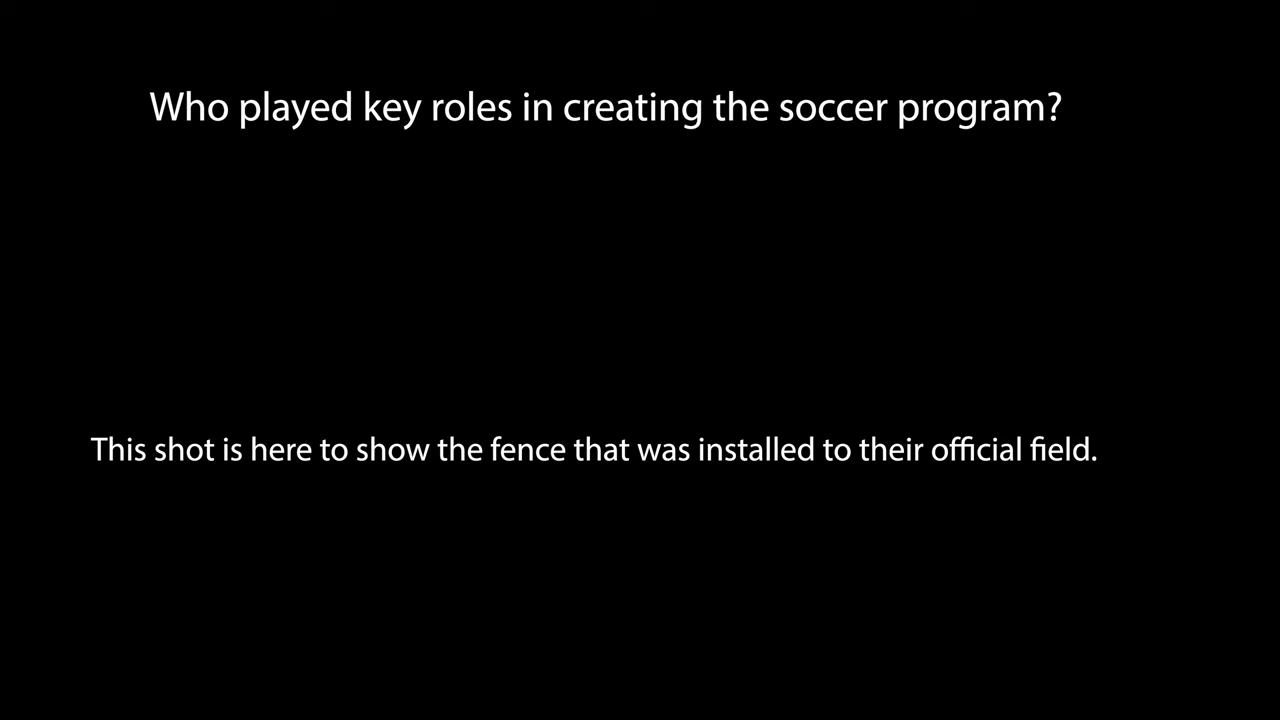 Who played key roles in creating the soccer program?
This shot is here to show the fence that was installed to their official field.